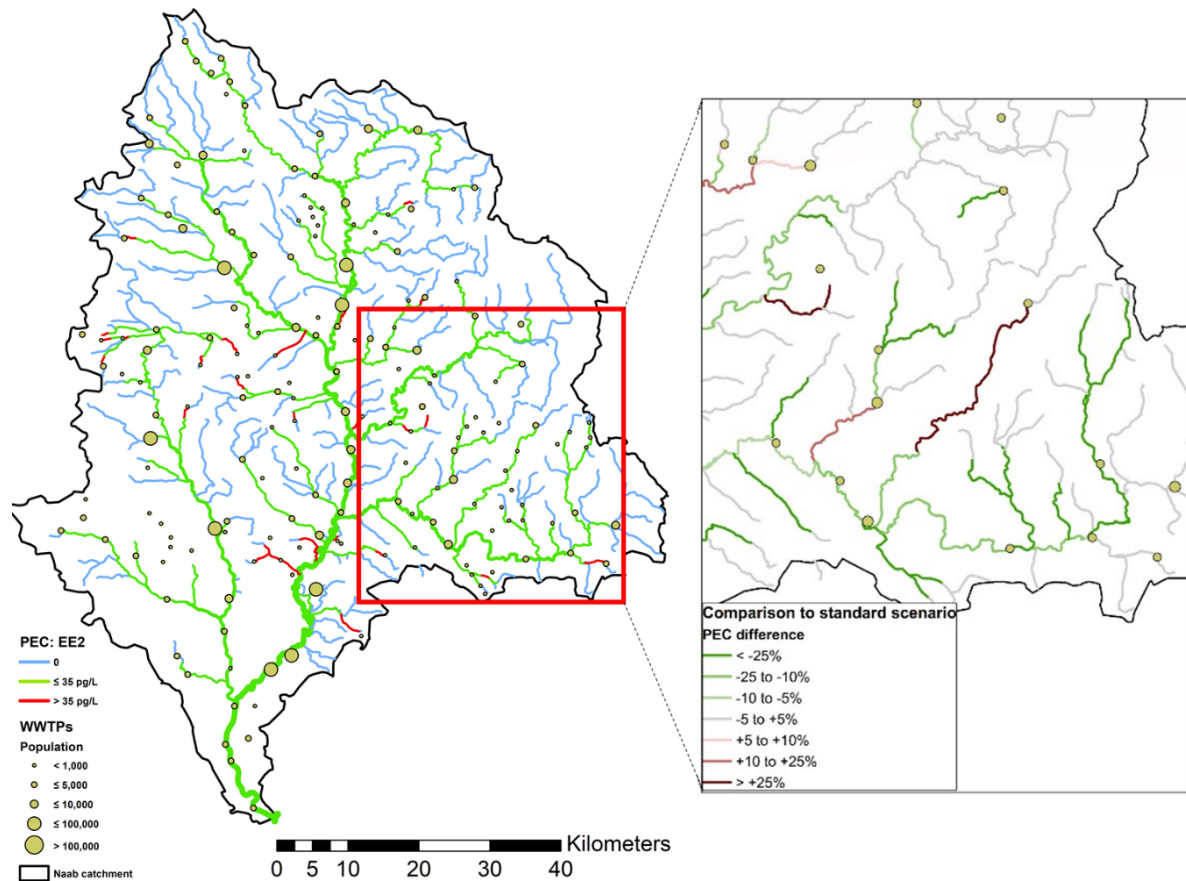 PEC: EE2
0
≤ 35 pg/L
> 35 pg/L
WWTPs
Population
< 1,000
≤ 5,000
≤ 10,000
≤ 100,000
> 100,000
Naab catchment
Kilometers
0 5 10 20 30 40
Comparison to standard scenario
PEC difference
< -25%
-25 to -10%
-10 to -5%
-5 to +5%
+5 to +10%
+10 to +25%
> +25%